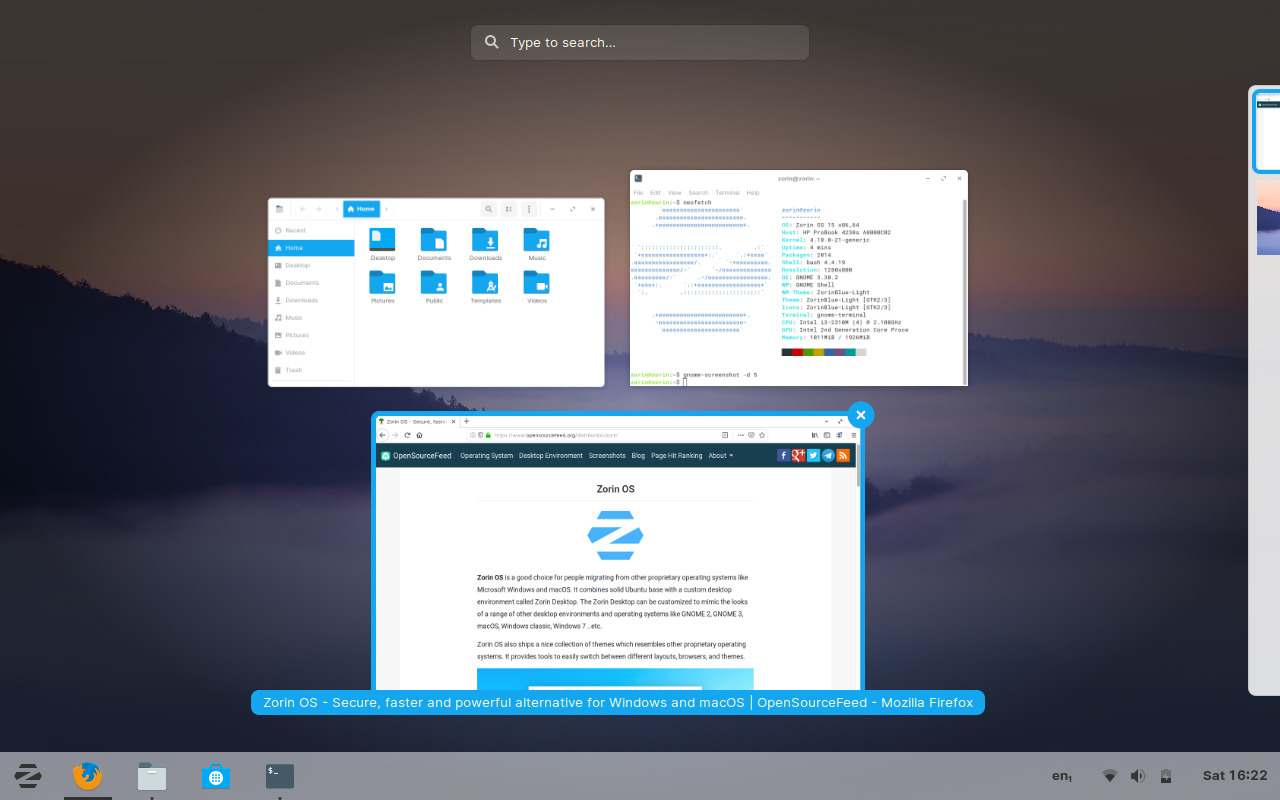 Type to search…
Home
Recent
Home
Desktop
Documents
Downloads
Music
Pictures
Videos
Trash
Desktop
Documents
Downloads
Music
Pictures
Public
Templates
Videos
zorin@zorin: ~
File Edit View Search Terminal Help
zorin@zorin:~$ neofetch
zorin@zorin
-----------
OS: Zorin OS 15 x86_64
Host: HP ProBook 4230s A0000C02
Kernel: 4.18.0-21-generic
Uptime: 4 mins
Packages: 2014
Shell: bash 4.4.19
Resolution: 1280x800
DE: GNOME 3.30.2
WM: GNOME Shell
WM Theme: ZorinBlue-Light
Theme: ZorinBlue-Light [GTK2/3]
Icons: ZorinBlue-Light [GTK2/3]
Terminal: gnome-terminal
CPU: Intel i3-2310M (4) @ 2.100GHz
GPU: Intel 2nd Generation Core Proce
Memory: 1011MiB / 1926MiB
zorin@zorin:~$ gnome-screenshot -d 5
zorin@zorin:~$
Zorin OS - Secure, faster
https://www.opensourcefeed.org/distribution/zorin/
OpenSourceFeed Operating System Desktop Environment Screenshots Blog Page Hit Ranking About
Zorin OS
Zorin OS is a good choice for people migrating from other proprietary operating systems like
Microsoft Windows and macOS. It combines solid Ubuntu base with a custom desktop
environment called Zorin Desktop. The Zorin Desktop can be customized to mimic the looks
of a range of other desktop environments and operating systems like GNOME 2, GNOME 3,
macOS, Windows classic, Windows 7 ..etc.
Zorin OS also ships a nice collection of themes which resembles other proprietary operating
systems. It provides tools to easily switch between different layouts, browsers, and themes.
Zorin OS - Secure, faster and powerful alternative for Windows and macOS | OpenSourceFeed - Mozilla Firefox
en₁
Sat 16:22